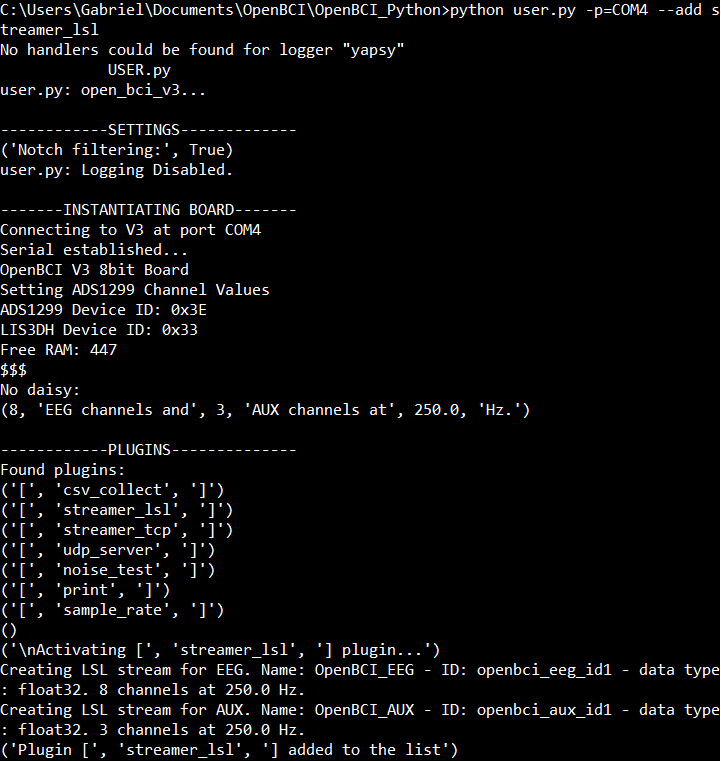 C:\Users\Gabriel\Documents\OpenBCI\OpenBCI_Python>python user.py -p=COM4 --add s
treamer_lsl
No handlers could be found for logger "yapsy"
            USER.py
user.py: open_bci_v3...

------------SETTINGS-------------
('Notch filtering:', True)
user.py: Logging Disabled.

-------INSTANTIATING BOARD-------
Connecting to V3 at port COM4
Serial established...
OpenBCI V3 8bit Board
Setting ADS1299 Channel Values
ADS1299 Device ID: 0x3E
LIS3DH Device ID: 0x33
Free RAM: 447
$$$
No daisy:
(8, 'EEG channels and', 3, 'AUX channels at', 250.0, 'Hz.')

------------PLUGINS--------------
Found plugins:
('[', 'csv_collect', ']')
('[', 'streamer_lsl', ']')
('[', 'streamer_tcp', ']')
('[', 'udp_server', ']')
('[', 'noise_test', ']')
('[', 'print', ']')
('[', 'sample_rate', ']')
()
('\nActivating [', 'streamer_lsl', '] plugin...')
Creating LSL stream for EEG. Name: OpenBCI_EEG - ID: openbci_eeg_id1 - data type
: float32. 8 channels at 250.0 Hz.
Creating LSL stream for AUX. Name: OpenBCI_AUX - ID: openbci_aux_id1 - data type
: float32. 3 channels at 250.0 Hz.
('Plugin [', 'streamer_lsl', '] added to the list')